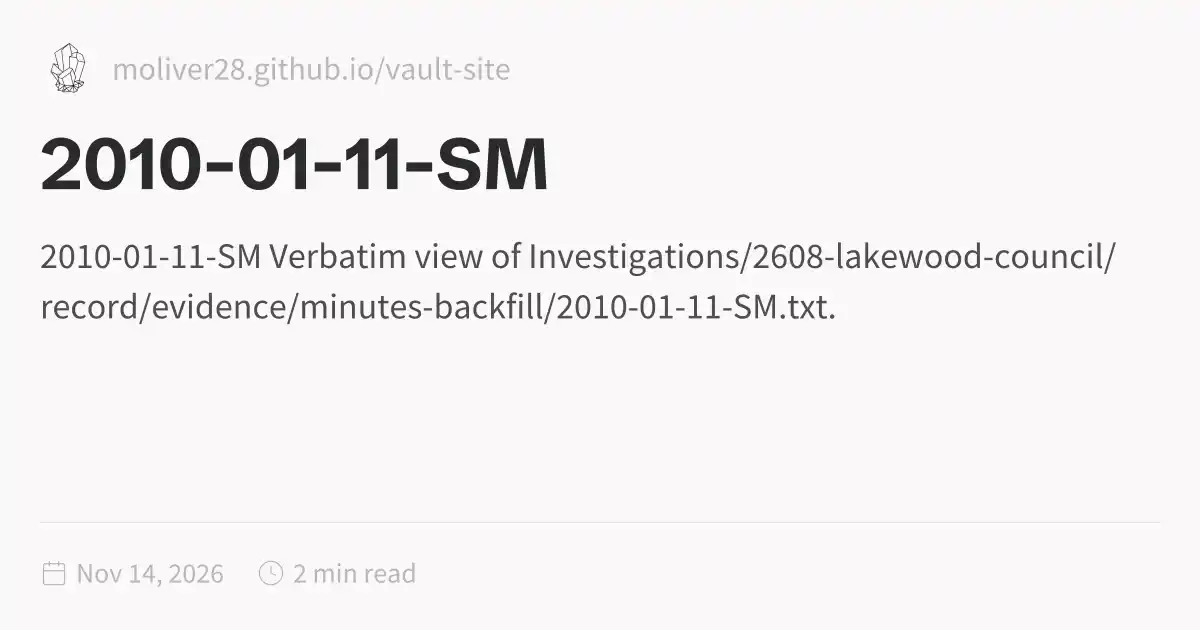 moliver28.github.io/vault-site
2010-01-11-SM
2010-01-11-SM Verbatim view of Investigations/2608-lakewood-council/
record/evidence/minutes-backfill/2010-01-11-SM.txt.
Nov 14, 2026
2 min read